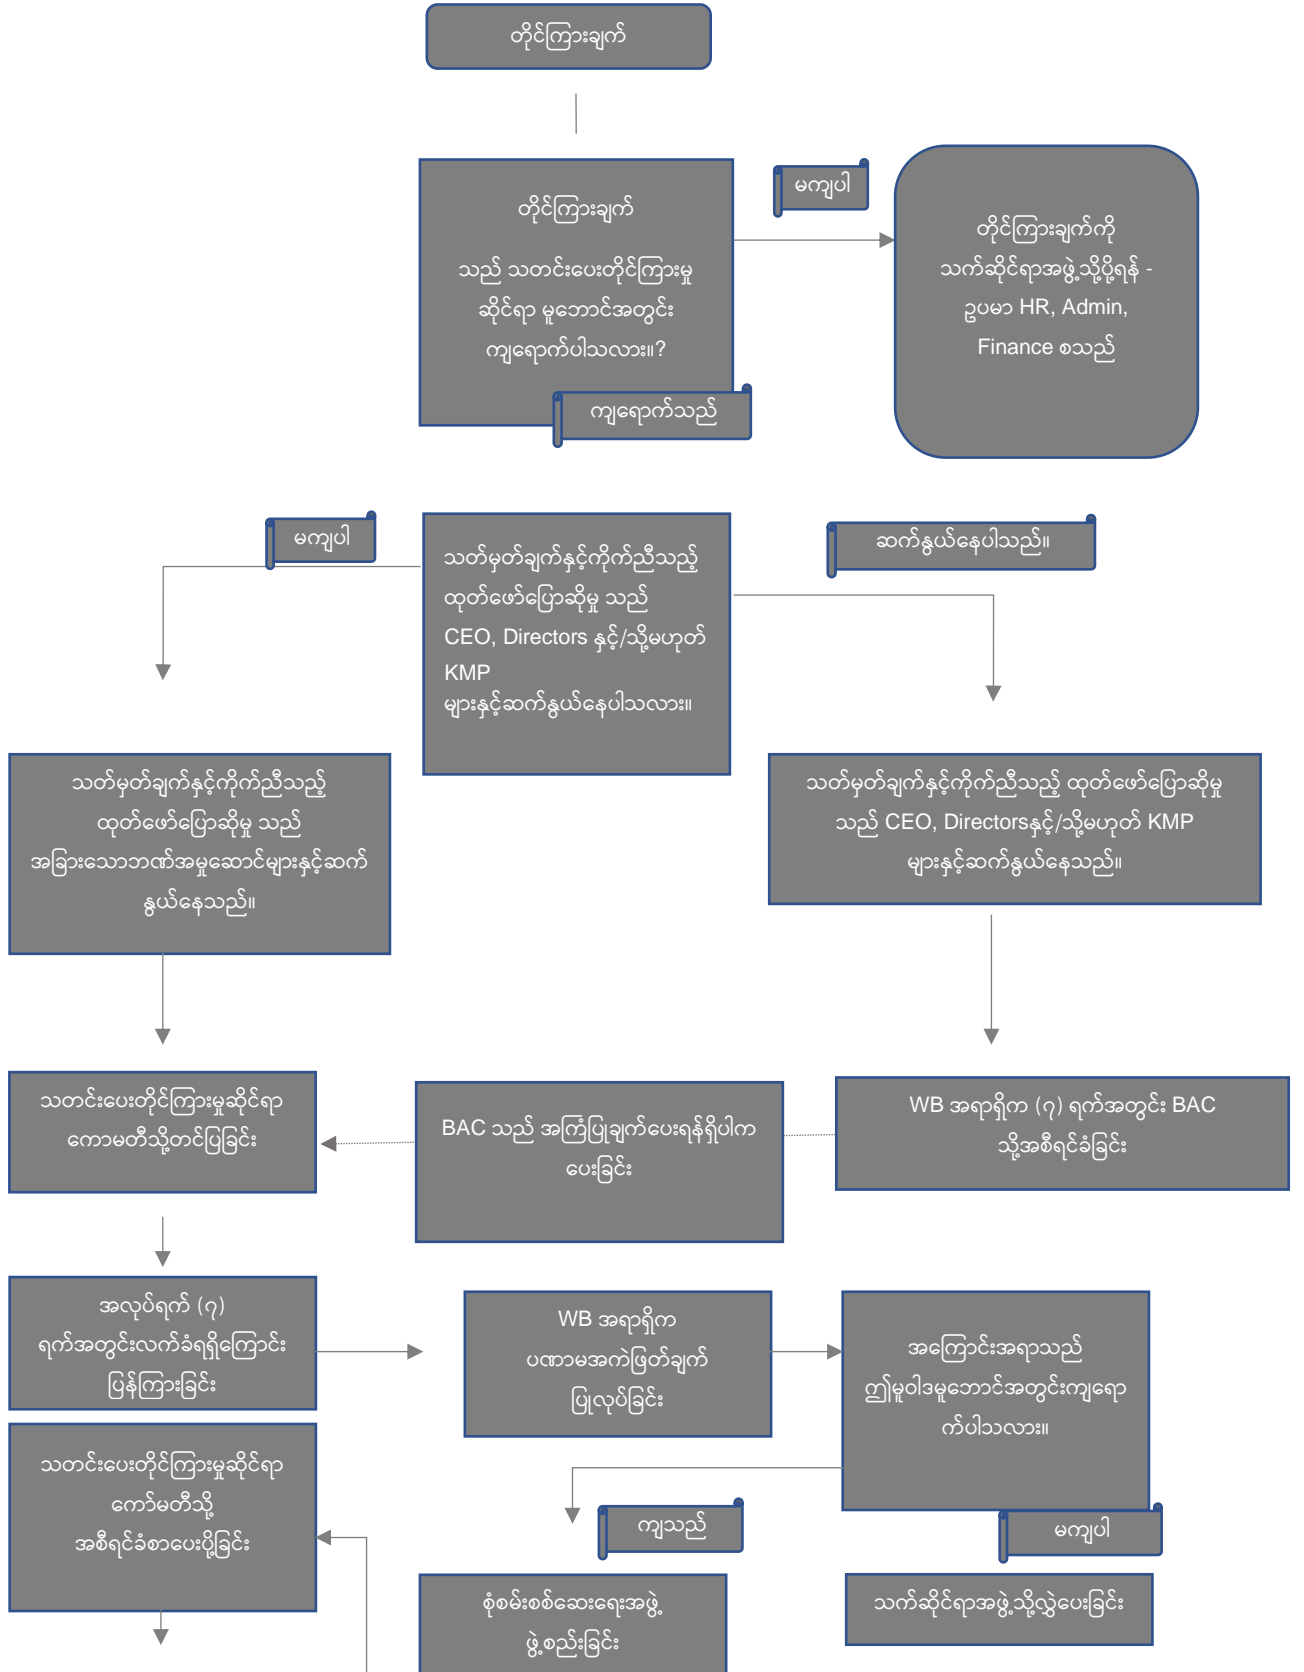 တိုင်ကြားချက်
တိုင်ကြားချက်
သည် သတင်းပေးတိုင်ကြားမှု
ဆိုင်ရာ မူဘောင်အတွင်း
ကျရောက်ပါသလား။?
ကျရောက်သည်
မကျပါ
တိုင်ကြားချက်ကို
သက်ဆိုင်ရာအဖွဲ့သို့ပို့ရန် -
ဥပမာ HR, Admin,
Finance စသည်
မကျပါ
သတ်မှတ်ချက်နှင့်ကိုက်ညီသည့်
ထုတ်ဖော်ပြောဆိုမှု သည်
CEO, Directors နှင့်/သို့မဟုတ်
KMP
များနှင့်ဆက်နွယ်နေပါသလား။
ဆက်နွယ်နေပါသည်။
သတ်မှတ်ချက်နှင့်ကိုက်ညီသည့်
ထုတ်ဖော်ပြောဆိုမှု သည်
အခြားသောဘဏ်အမှုဆောင်များနှင့်ဆက်
နွယ်နေသည်။
သတ်မှတ်ချက်နှင့်ကိုက်ညီသည့် ထုတ်ဖော်ပြောဆိုမှု
သည် CEO, Directorsနှင့်/သို့မဟုတ် KMP
များနှင့်ဆက်နွယ်နေသည်။
သတင်းပေးတိုင်ကြားမှုဆိုင်ရာ
ကောမတီသို့တင်ပြခြင်း
BAC သည် အကြံပြုချက်ပေးရန်ရှိပါက
ပေးခြင်း
WB အရာရှိက (၇) ရက်အတွင်း BAC
သို့အစီရင်ခံခြင်း
အလုပ်ရက် (၇)
ရက်အတွင်းလက်ခံရရှိကြောင်း
ပြန်ကြားခြင်း
WB အရာရှိက
ပဏာမအကဲဖြတ်ချက်
ပြုလုပ်ခြင်း
အကြောင်းအရာသည်
ဤမူဝါဒမူဘောင်အတွင်းကျရော
က်ပါသလား။
သတင်းပေးတိုင်ကြားမှုဆိုင်ရာ
ကော်မတီသို့
အစီရင်ခံစာပေးပို့ခြင်း
ကျသည်
မကျပါ
စုံစမ်းစစ်ဆေးရေးအဖွဲ့
ဖွဲ့စည်းခြင်း
သက်ဆိုင်ရာအဖွဲ့သို့လွှဲပေးခြင်း